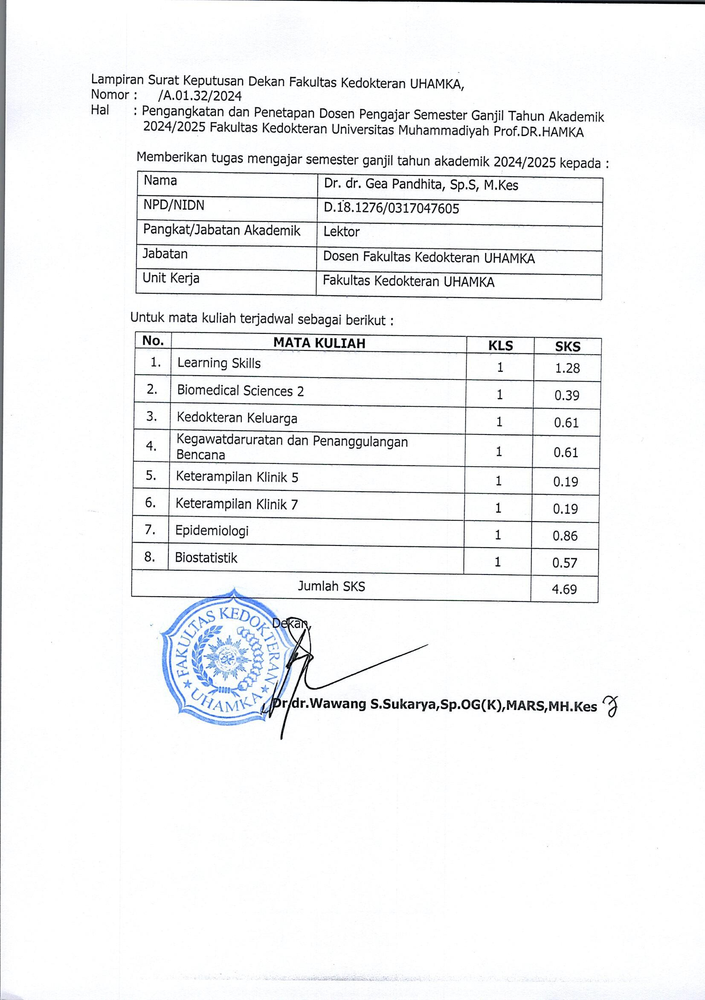 Lampiran Surat Keputusan Dekan Fakultas Kedokteran UHAMKA,
Nomor : /A.01.32/2024
Hal : Pengangkatan dan Penetapan Dosen Pengajar Semester Ganjil Tahun Akademik
2024/2025 Fakultas Kedokteran Universitas Muhammadiyah Prof.DR.HAMKA
Memberikan tugas mengajar semester ganjil tahun akademik 2024/2025 kepada :
Nama Dr. dr. Gea Pandhita, Sp.S, M.Kes
NPD/NIDN D.18.1276/0317047605
Pangkat/Jabatan Akademik Lektor
Jabatan Dosen Fakultas Kedokteran UHAMKA
Unit Kerja Fakultas Kedokteran UHAMKA
Untuk mata kuliah terjadwal sebagai berikut :
No. MATA KULIAH KLS SKS
1. Learning Skills 1 1.28
2. Biomedical Sciences 2 1 0.39
3. Kedokteran Keluarga 1 0.61
4. Kegawatdaruratan dan Penanggulangan
Bencana 1 0.61
5. Keterampilan Klinik 5 1 0.19
6. Keterampilan Klinik 7 1 0.19
7. Epidemiologi 1 0.86
8. Biostatistik 1 0.57
Jumlah SKS 4.69
Dekan,
FAKULTAS KEDOKTERAN
UHAMKA
Dr.dr.Wawang S.Sukarya,Sp.OG(K),MARS,MH.Kes